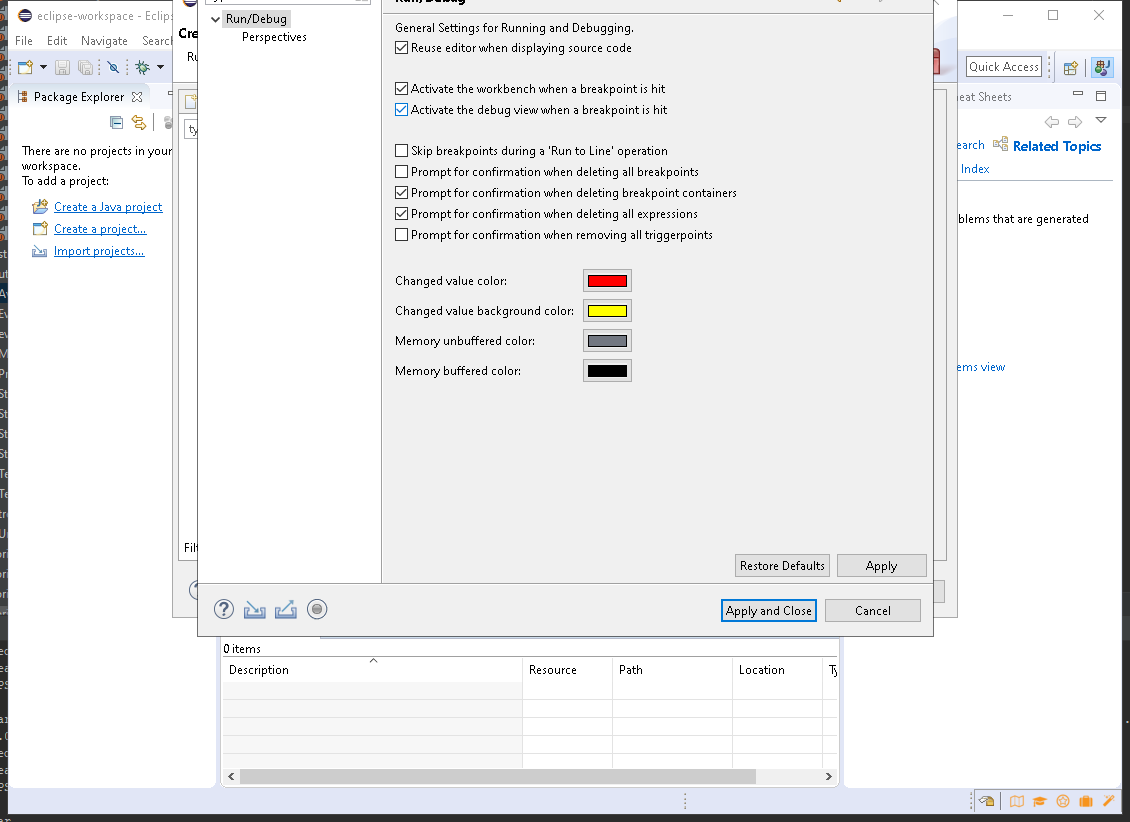 eclipse-workspace - Eclips
File Edit Navigate Searc
Quick Access
Package Explorer
There are no projects in your
workspace.
To add a project:
Create a Java project
Create a project...
Import projects...
Cre
Ru
ty
Filt
Run/Debug
Perspectives
Run/Debug
General Settings for Running and Debugging.
Reuse editor when displaying source code
Activate the workbench when a breakpoint is hit
Activate the debug view when a breakpoint is hit
Skip breakpoints during a 'Run to Line' operation
Prompt for confirmation when deleting all breakpoints
Prompt for confirmation when deleting breakpoint containers
Prompt for confirmation when deleting all expressions
Prompt for confirmation when removing all triggerpoints
Changed value color:
Changed value background color:
Memory unbuffered color:
Memory buffered color:
Restore Defaults Apply
Apply and Close Cancel
eat Sheets
earch Related Topics
Index
blems that are generated
ems view
0 items
Description Resource Path Location Ty